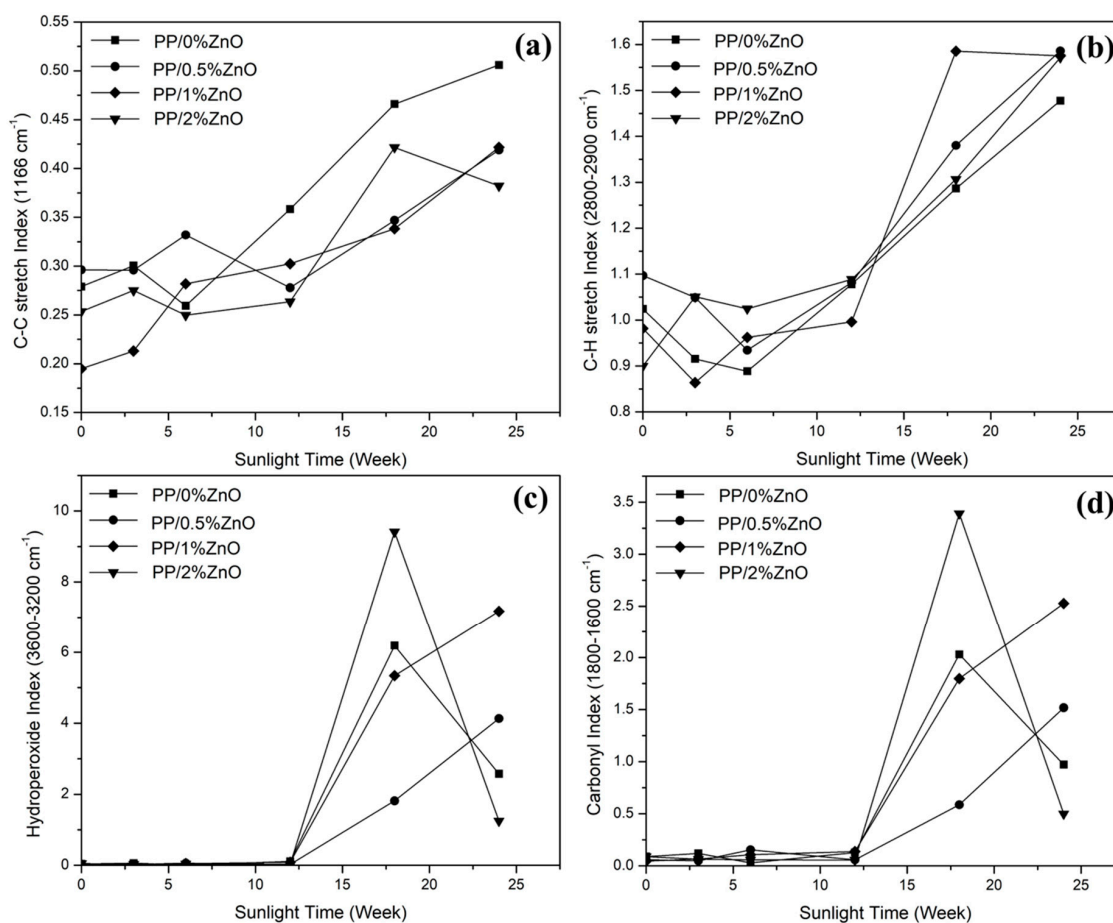 (a)
PP/0%ZnO
PP/0.5%ZnO
PP/1%ZnO
PP/2%ZnO
C-C stretch Index (1166 cm⁻¹)
0.55
0.50
0.45
0.40
0.35
0.30
0.25
0.20
0.15
0 5 10 15 20 25
Sunlight Time (Week)
(b)
PP/0%ZnO
PP/0.5%ZnO
PP/1%ZnO
PP/2%ZnO
C-H stretch Index (2800-2900 cm⁻¹)
1.6
1.5
1.4
1.3
1.2
1.1
1.0
0.9
0.8
0 5 10 15 20 25
Sunlight Time (Week)
(c)
PP/0%ZnO
PP/0.5%ZnO
PP/1%ZnO
PP/2%ZnO
Hydroperoxide Index (3600-3200 cm⁻¹)
10
8
6
4
2
0
0 5 10 15 20 25
Sunlight Time (Week)
(d)
PP/0%ZnO
PP/0.5%ZnO
PP/1%ZnO
PP/2%ZnO
Carbonyl Index (1800-1600 cm⁻¹)
3.5
3.0
2.5
2.0
1.5
1.0
0.5
0.0
0 5 10 15 20 25
Sunlight Time (Week)